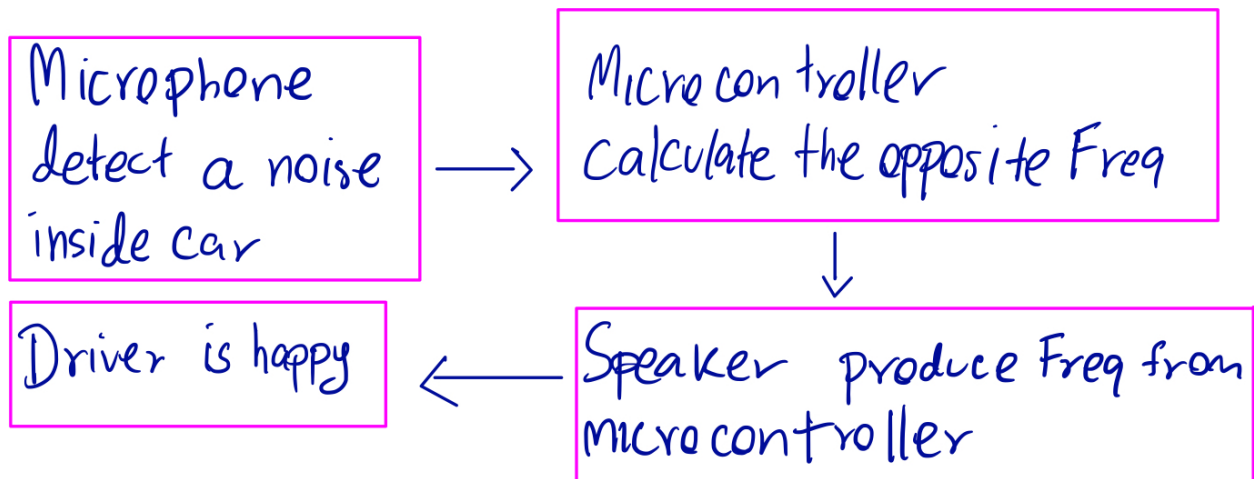 Microphone
detect a noise
inside car
Microcontroller
calculate the opposite Freq
Speaker produce Freq from
microcontroller
Driver is happy